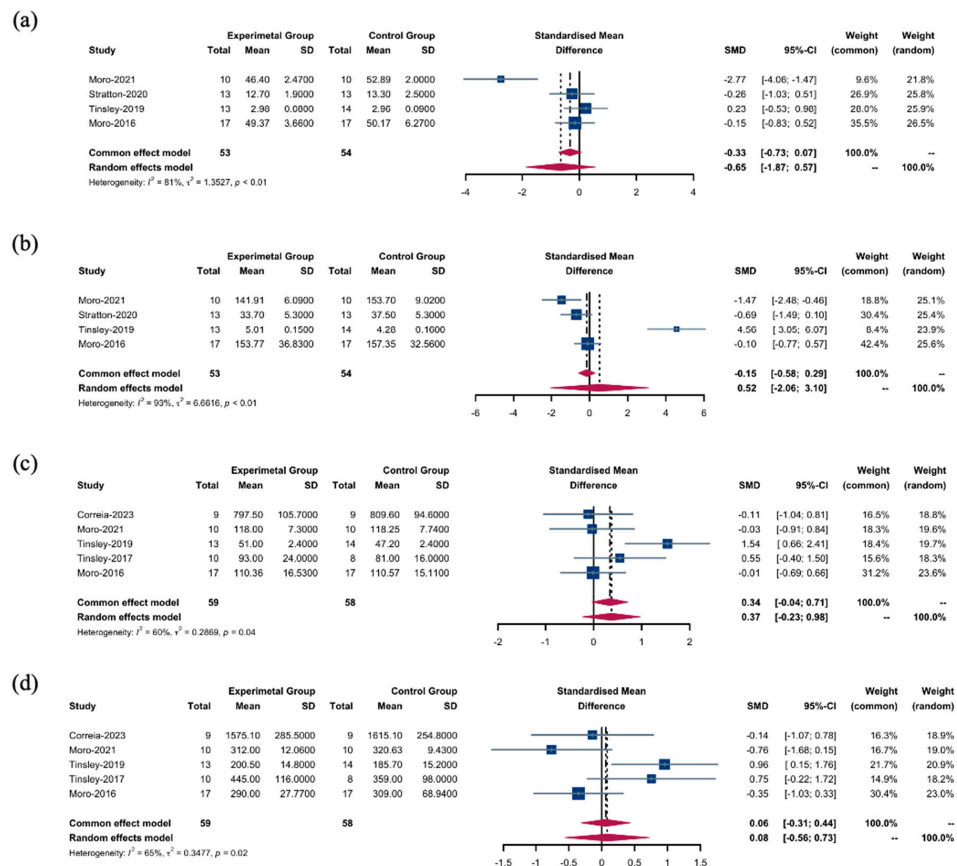 (a)
Experimetal Group Control Group Standardised Mean Weight Weight
Study Total Mean SD Total Mean SD Difference SMD 95%-CI (common) (random)
Moro-2021 10 46.40 2.4700 10 52.89 2.0000 -2.77 [-4.06; -1.47] 9.6% 21.8%
Stratton-2020 13 12.70 1.9000 13 13.30 2.5000 -0.26 [-1.03; 0.51] 26.9% 25.8%
Tinsley-2019 13 2.98 0.0800 14 2.96 0.0900 0.23 [-0.53; 0.98] 28.0% 25.9%
Moro-2016 17 49.37 3.6600 17 50.17 6.2700 -0.15 [-0.83; 0.52] 35.5% 26.5%
Common effect model 53 54 -0.33 [-0.73; 0.07] 100.0% --
Random effects model -0.65 [-1.87; 0.57] -- 100.0%
Heterogeneity: I² = 81%, τ² = 1.3527, p < 0.01
-4 -2 0 2 4
(b)
Experimetal Group Control Group Standardised Mean Weight Weight
Study Total Mean SD Total Mean SD Difference SMD 95%-CI (common) (random)
Moro-2021 10 141.91 6.0900 10 153.70 9.0200 -1.47 [-2.48; -0.46] 18.8% 25.1%
Stratton-2020 13 33.70 5.3000 13 37.50 5.3000 -0.69 [-1.49; 0.10] 30.4% 25.4%
Tinsley-2019 13 5.01 0.1500 14 4.28 0.1600 4.56 [ 3.05; 6.07] 8.4% 23.9%
Moro-2016 17 153.77 36.8300 17 157.35 32.5600 -0.10 [-0.77; 0.57] 42.4% 25.6%
Common effect model 53 54 -0.15 [-0.58; 0.29] 100.0% --
Random effects model 0.52 [-2.06; 3.10] -- 100.0%
Heterogeneity: I² = 93%, τ² = 6.6616, p < 0.01
-6 -4 -2 0 2 4 6
(c)
Experimetal Group Control Group Standardised Mean Weight Weight
Study Total Mean SD Total Mean SD Difference SMD 95%-CI (common) (random)
Correia-2023 9 797.50 105.7000 9 809.60 94.6000 -0.11 [-1.04; 0.81] 16.5% 18.8%
Moro-2021 10 118.00 7.3000 10 118.25 7.7400 -0.03 [-0.91; 0.84] 18.3% 19.6%
Tinsley-2019 13 51.00 2.4000 14 47.20 2.4000 1.54 [ 0.66; 2.41] 18.4% 19.7%
Tinsley-2017 10 93.00 24.0000 8 81.00 16.0000 0.55 [-0.40; 1.50] 15.6% 18.3%
Moro-2016 17 110.36 16.5300 17 110.57 15.1100 -0.01 [-0.69; 0.66] 31.2% 23.6%
Common effect model 59 58 0.34 [-0.04; 0.71] 100.0% --
Random effects model 0.37 [-0.23; 0.98] -- 100.0%
Heterogeneity: I² = 60%, τ² = 0.2869, p = 0.04
-2 -1 0 1 2
(d)
Experimetal Group Control Group Standardised Mean Weight Weight
Study Total Mean SD Total Mean SD Difference SMD 95%-CI (common) (random)
Correia-2023 9 1575.10 285.5000 9 1615.10 254.8000 -0.14 [-1.07; 0.78] 16.3% 18.9%
Moro-2021 10 312.00 12.0600 10 320.63 9.4300 -0.76 [-1.68; 0.15] 16.7% 19.0%
Tinsley-2019 13 200.50 14.8000 14 185.70 15.2000 0.96 [ 0.15; 1.76] 21.7% 20.9%
Tinsley-2017 10 445.00 116.0000 8 359.00 98.0000 0.75 [-0.22; 1.72] 14.9% 18.2%
Moro-2016 17 290.00 27.7700 17 309.00 68.9400 -0.35 [-1.03; 0.33] 30.4% 23.0%
Common effect model 59 58 0.06 [-0.31; 0.44] 100.0% --
Random effects model 0.08 [-0.56; 0.73] -- 100.0%
Heterogeneity: I² = 65%, τ² = 0.3477, p = 0.02
-1.5 -1 -0.5 0 0.5 1 1.5